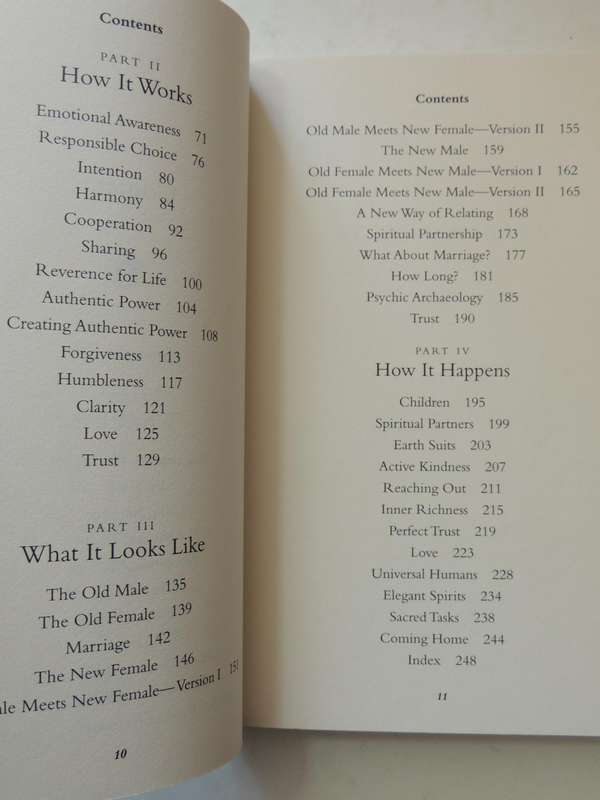 Contents
PART II
How It Works
Emotional Awareness 71
Responsible Choice 76
Intention 80
Harmony 84
Cooperation 92
Sharing 96
Reverence for Life 100
Authentic Power 104
Creating Authentic Power 108
Forgiveness 113
Humbleness 117
Clarity 121
Love 125
Trust 129
PART III
What It Looks Like
The Old Male 135
The Old Female 139
Marriage 142
The New Female 146
Meets New Female—Version I 151
10
Contents
Old Male Meets New Female—Version II 155
The New Male 159
Old Female Meets New Male—Version I 162
Old Female Meets New Male—Version II 165
A New Way of Relating 168
Spiritual Partnership 173
What About Marriage? 177
How Long? 181
Psychic Archaeology 185
Trust 190
PART IV
How It Happens
Children 195
Spiritual Partners 199
Earth Suits 203
Active Kindness 207
Reaching Out 211
Inner Richness 215
Perfect Trust 219
Love 223
Universal Humans 228
Elegant Spirits 234
Sacred Tasks 238
Coming Home 244
Index 248
11